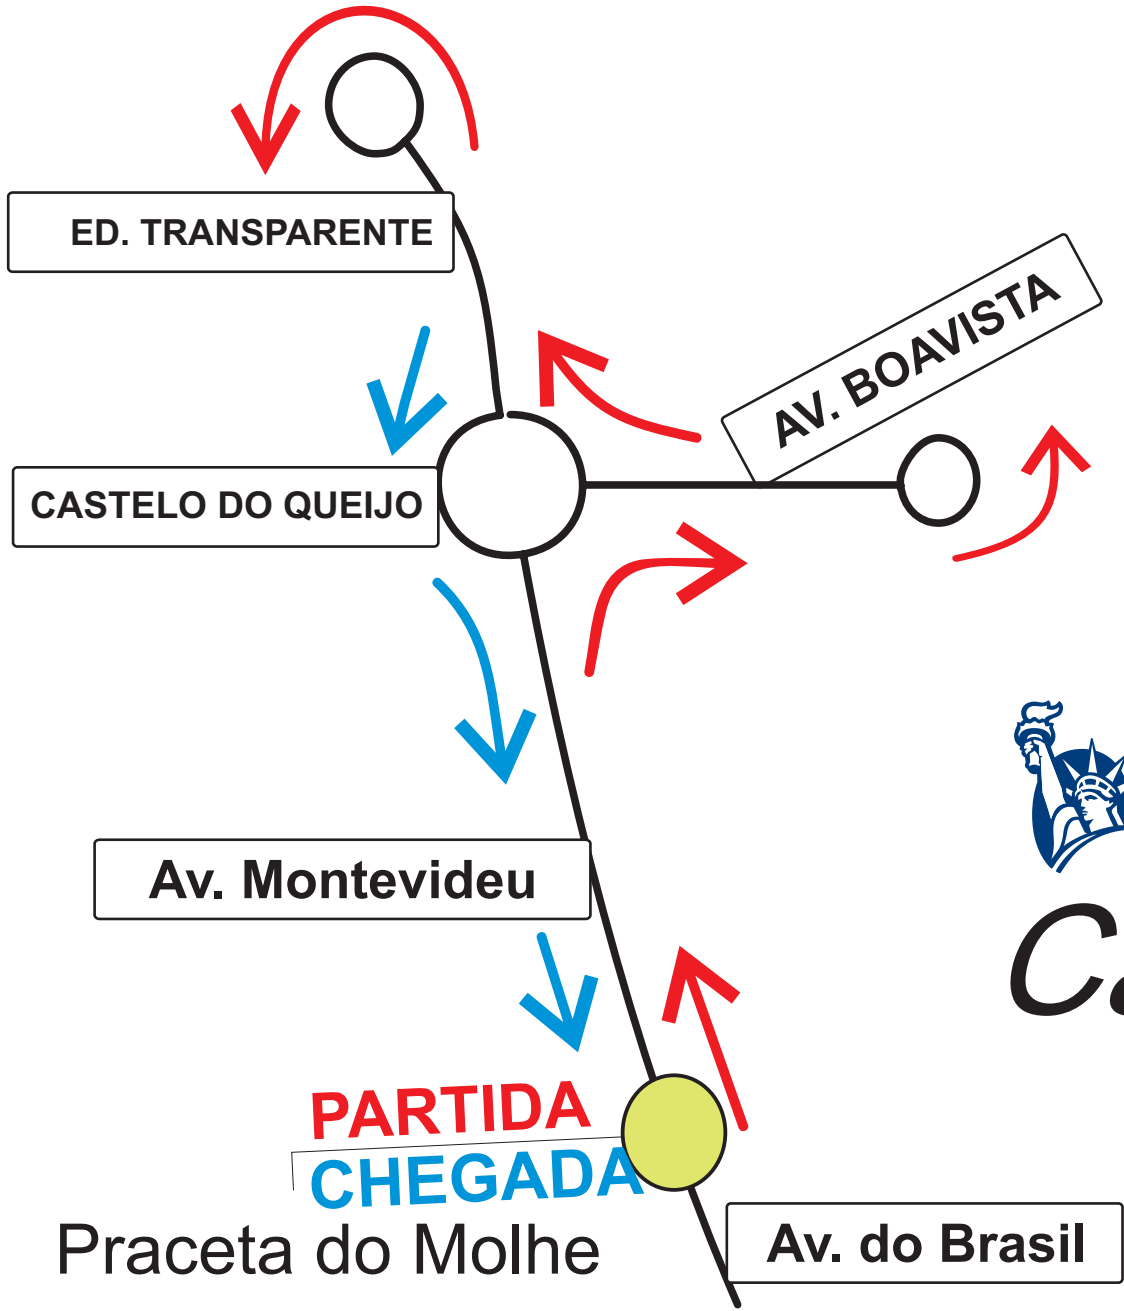 ED. TRANSPARENTE
AV. BOAVISTA
CASTELO DO QUEIJO
Av. Montevideu
PARTIDA
CHEGADA
Praceta do Molhe
Av. do Brasil